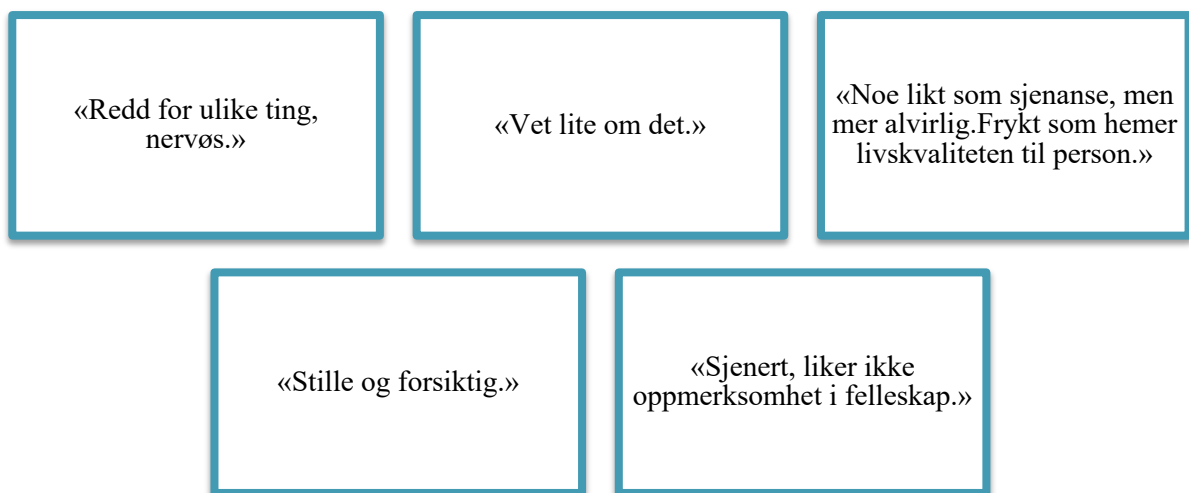 «Redd for ulike ting,
nervøs.»
«Vet lite om det.»
«Noe likt som sjenanse, men
mer alvirlig.Frykt som hemer
livskvaliteten til person.»
«Stille og forsiktig.»
«Sjenert, liker ikke
oppmerksomhet i felleskap.»